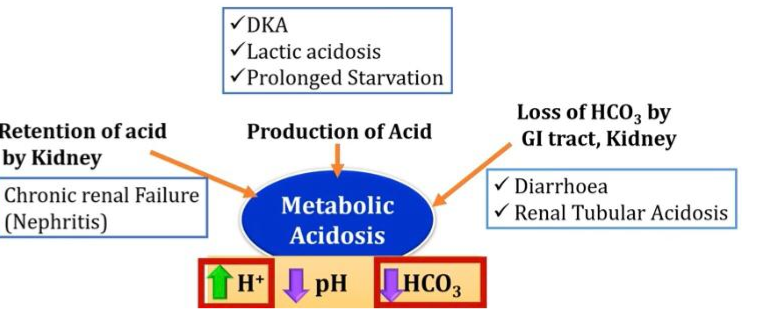 ✓DKA
✓Lactic acidosis
✓Prolonged Starvation
Retention of acid
by Kidney
Production of Acid
Loss of HCO₃ by
GI tract, Kidney
Chronic renal Failure
(Nephritis)
✓ Diarrhoea
✓ Renal Tubular Acidosis
Metabolic
Acidosis
H⁺
pH
HCO₃